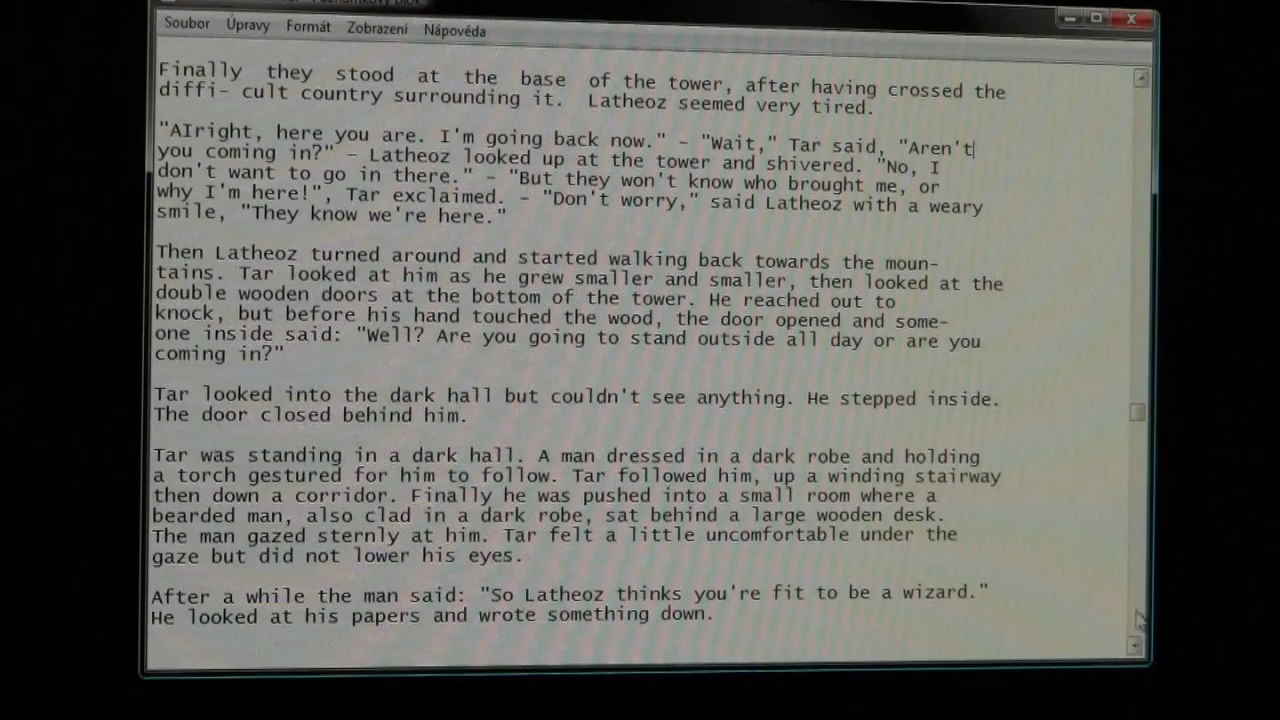 Soubor Úpravy Formát Zobrazení Nápověda
Finally they stood at the base of the tower, after having crossed the
diffi- cult country surrounding it. Latheoz seemed very tired.
"AIright, here you are. I'm going back now." - "Wait," Tar said, "Aren't
you coming in?" - Latheoz looked up at the tower and shivered. "No, I
don't want to go in there." - "But they won't know who brought me, or
why I'm here!", Tar exclaimed. - "Don't worry," said Latheoz with a weary
smile, "They know we're here."
Then Latheoz turned around and started walking back towards the moun-
tains. Tar looked at him as he grew smaller and smaller, then looked at the
double wooden doors at the bottom of the tower. He reached out to
knock, but before his hand touched the wood, the door opened and some-
one inside said: "Well? Are you going to stand outside all day or are you
coming in?"
Tar looked into the dark hall but couldn't see anything. He stepped inside.
The door closed behind him.
Tar was standing in a dark hall. A man dressed in a dark robe and holding
a torch gestured for him to follow. Tar followed him, up a winding stairway
then down a corridor. Finally he was pushed into a small room where a
bearded man, also clad in a dark robe, sat behind a large wooden desk.
The man gazed sternly at him. Tar felt a little uncomfortable under the
gaze but did not lower his eyes.
After a while the man said: "So Latheoz thinks you're fit to be a wizard."
He looked at his papers and wrote something down.